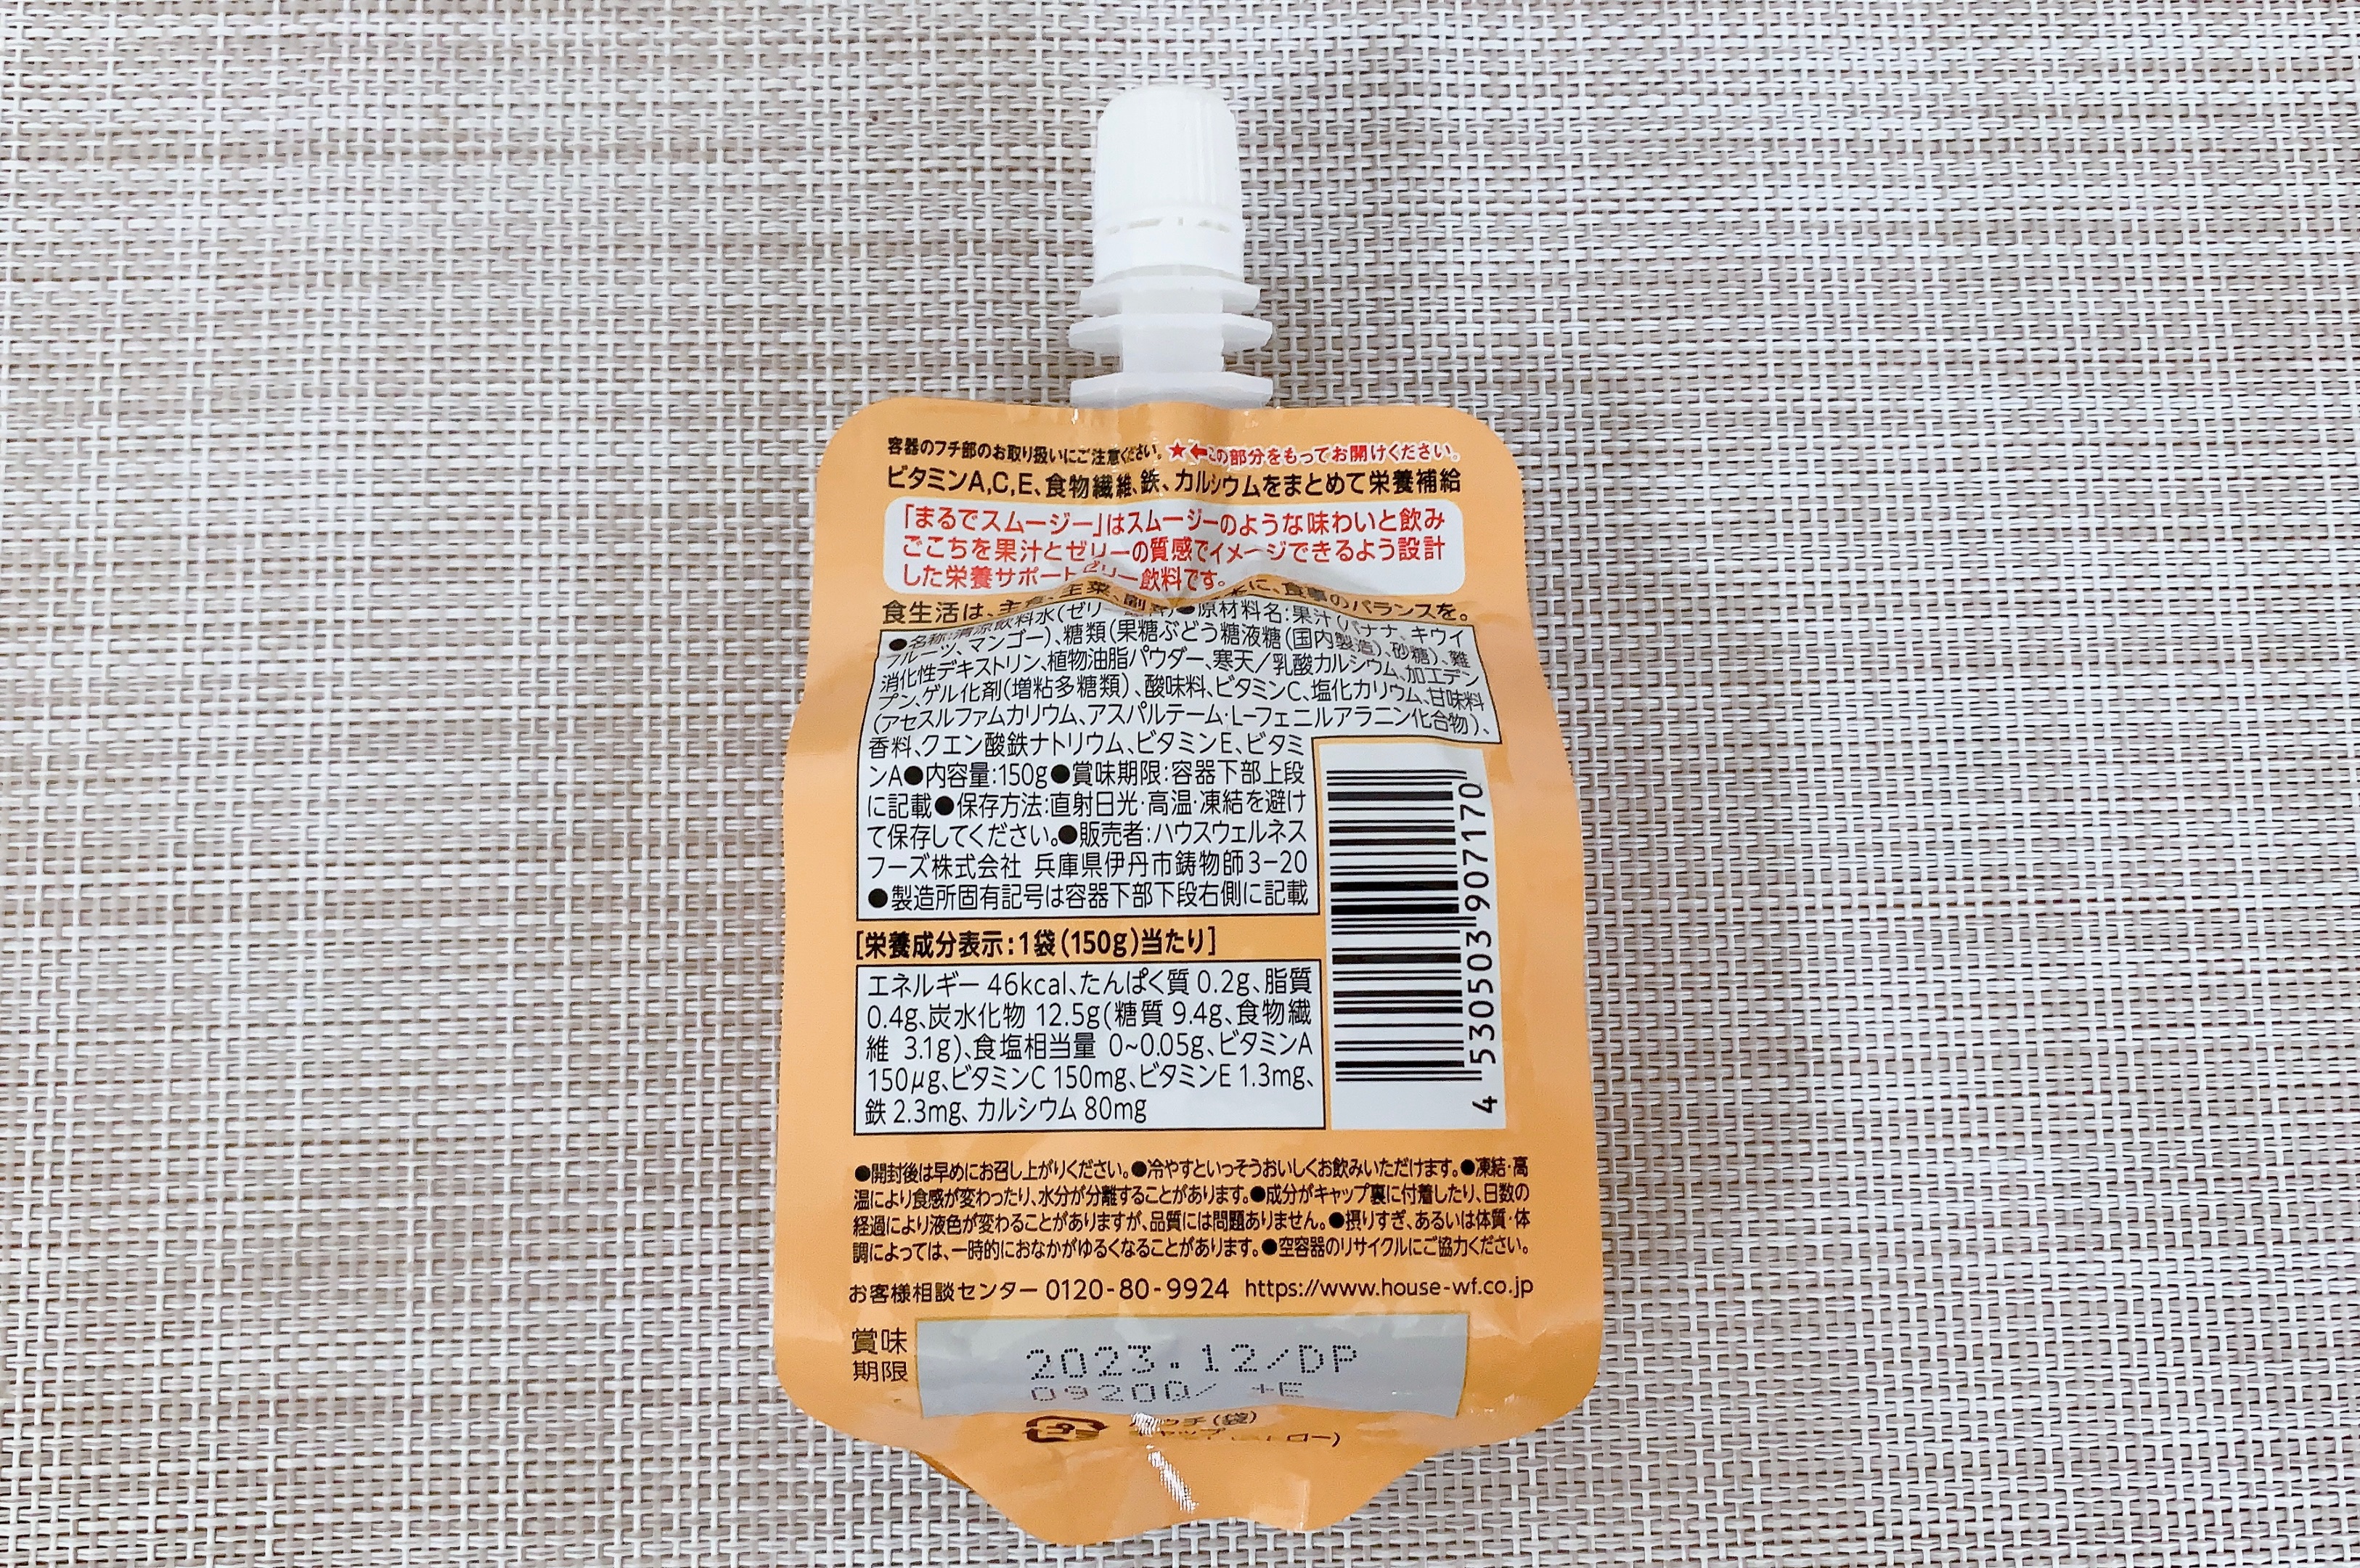 容器のフチ部のお取り扱いにご注意ください。★←この部分をもってお開けください。
ビタミンA,C,E、食物繊維、鉄、カルシウムをまとめて栄養補給
「まるでスムージー」はスムージーのような味わいと飲み
ごこちを果汁とゼリーの質感でイメージできるよう設計
した栄養サポートゼリー飲料です。
食生活は、主食、主菜、副菜 に、食事のバランスを。
●名称:清涼飲料水(ゼリー )●原材料名:果汁(バナナ、キウイ
フルーツ、マンゴー)、糖類(果糖ぶどう糖液糖(国内製造)、砂糖)、難
消化性デキストリン、植物油脂パウダー、寒天/乳酸カルシウム、加工デン
プン、ゲル化剤(増粘多糖類)、酸味料、ビタミンC、塩化カリウム、甘味料
(アセスルファムカリウム、アスパルテーム・L-フェニルアラニン化合物)、
香料、クエン酸鉄ナトリウム、ビタミンE、ビタミ
ンA●内容量:150g●賞味期限:容器下部上段
に記載●保存方法:直射日光・高温・凍結を避け
て保存してください。●販売者:ハウスウェルネス
フーズ株式会社 兵庫県伊丹市鋳物師3-20
●製造所固有記号は容器下部下段右側に記載
4 530503 907170
[栄養成分表示:1袋(150g)当たり]
エネルギー 46kcal、たんぱく質 0.2g、脂質
0.4g、炭水化物 12.5g(糖質 9.4g、食物繊
維 3.1g)、食塩相当量 0~0.05g、ビタミンA
150μg、ビタミンC 150mg、ビタミンE 1.3mg、
鉄 2.3mg、カルシウム 80mg
●開封後は早めにお召し上がりください。●冷やすといっそうおいしくお飲みいただけます。●凍結・高
温により食感が変わったり、水分が分離することがあります。●成分がキャップ裏に付着したり、日数の
経過により液色が変わることがありますが、品質には問題ありません。●摂りすぎ、あるいは体質・体
調によっては、一時的におなかがゆるくなることがあります。●空容器のリサイクルにご協力ください。
お客様相談センター 0120-80-9924 https://www.house-wf.co.jp
賞味
期限
2023.12/DP
0920Q/ +E
(袋)
キャップ